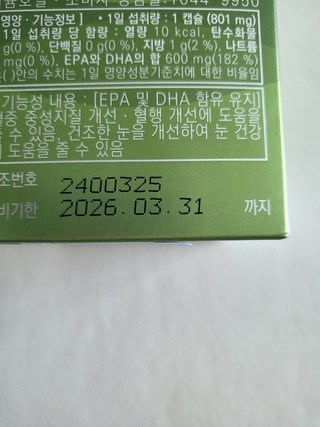 1644-9950
영양·기능정보] • 1일 섭취량 : 1 캡슐 (801 mg)
1일 섭취량 당 함량 : 열량 10 kcal, 탄수화물
g(0 %), 단백질 0 g(0 %), 지방 1 g(2 %), 나트륨
mg(0 %), EPA와 DHA의 합 600 mg(182 %)
)안의 수치는 1일 영양성분기준치에 대한 비율임
기능성 내용 : [EPA 및 DHA 함유 유지]
혈중 중성지질 개선·혈행 개선에 도움을
수 있음, 건조한 눈을 개선하여 눈 건강
도움을 줄 수 있음
조번호 2400325
비기한 2026.03.31 까지